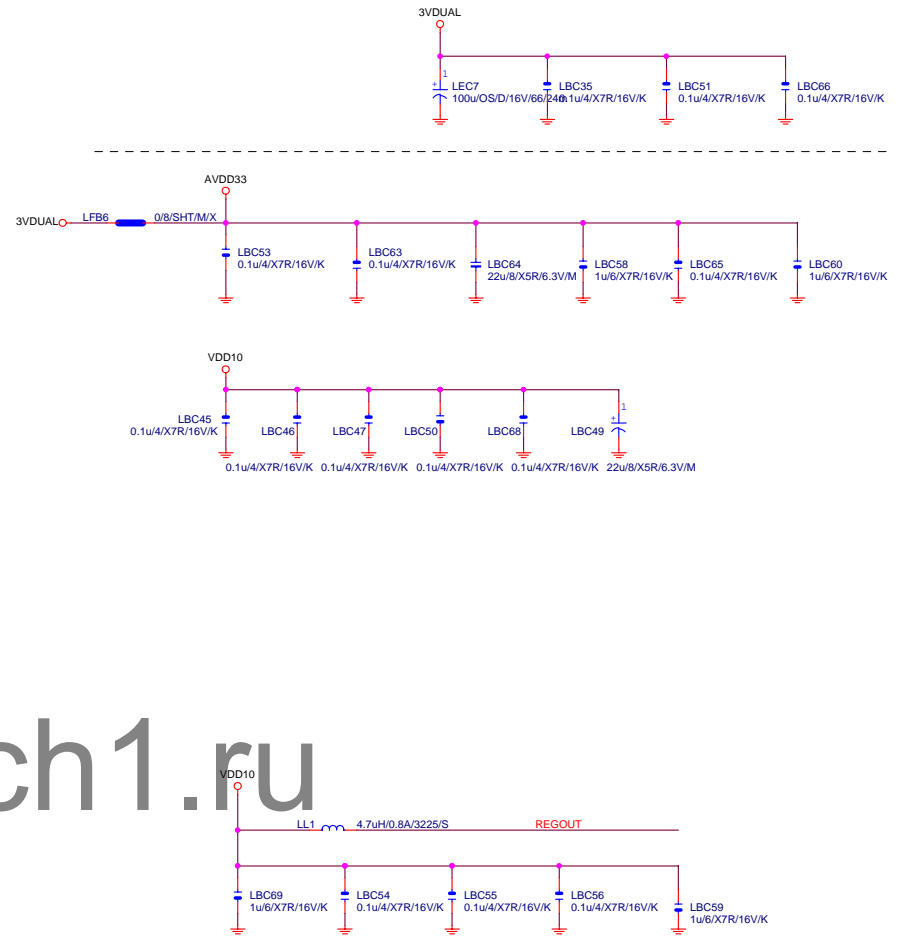 3VDUAL
1
LEC7
100u/OS/D/16V/66/24m
LBC35
0.1u/4/X7R/16V/K
LBC51
0.1u/4/X7R/16V/K
LBC66
0.1u/4/X7R/16V/K
AVDD33
3VDUAL
LFB6
0/8/SHT/M/X
LBC53
0.1u/4/X7R/16V/K
LBC63
0.1u/4/X7R/16V/K
LBC64
22u/8/X5R/6.3V/M
LBC58
1u/6/X7R/16V/K
LBC65
0.1u/4/X7R/16V/K
LBC60
1u/6/X7R/16V/K
VDD10
LBC45
0.1u/4/X7R/16V/K
LBC46
0.1u/4/X7R/16V/K
LBC47
0.1u/4/X7R/16V/K
LBC50
0.1u/4/X7R/16V/K
LBC68
0.1u/4/X7R/16V/K
1
LBC49
22u/8/X5R/6.3V/M
ch1.ru
VDD10
LL1
4.7uH/0.8A/3225/S
REGOUT
LBC69
1u/6/X7R/16V/K
LBC54
0.1u/4/X7R/16V/K
LBC55
0.1u/4/X7R/16V/K
LBC56
0.1u/4/X7R/16V/K
LBC59
1u/6/X7R/16V/K